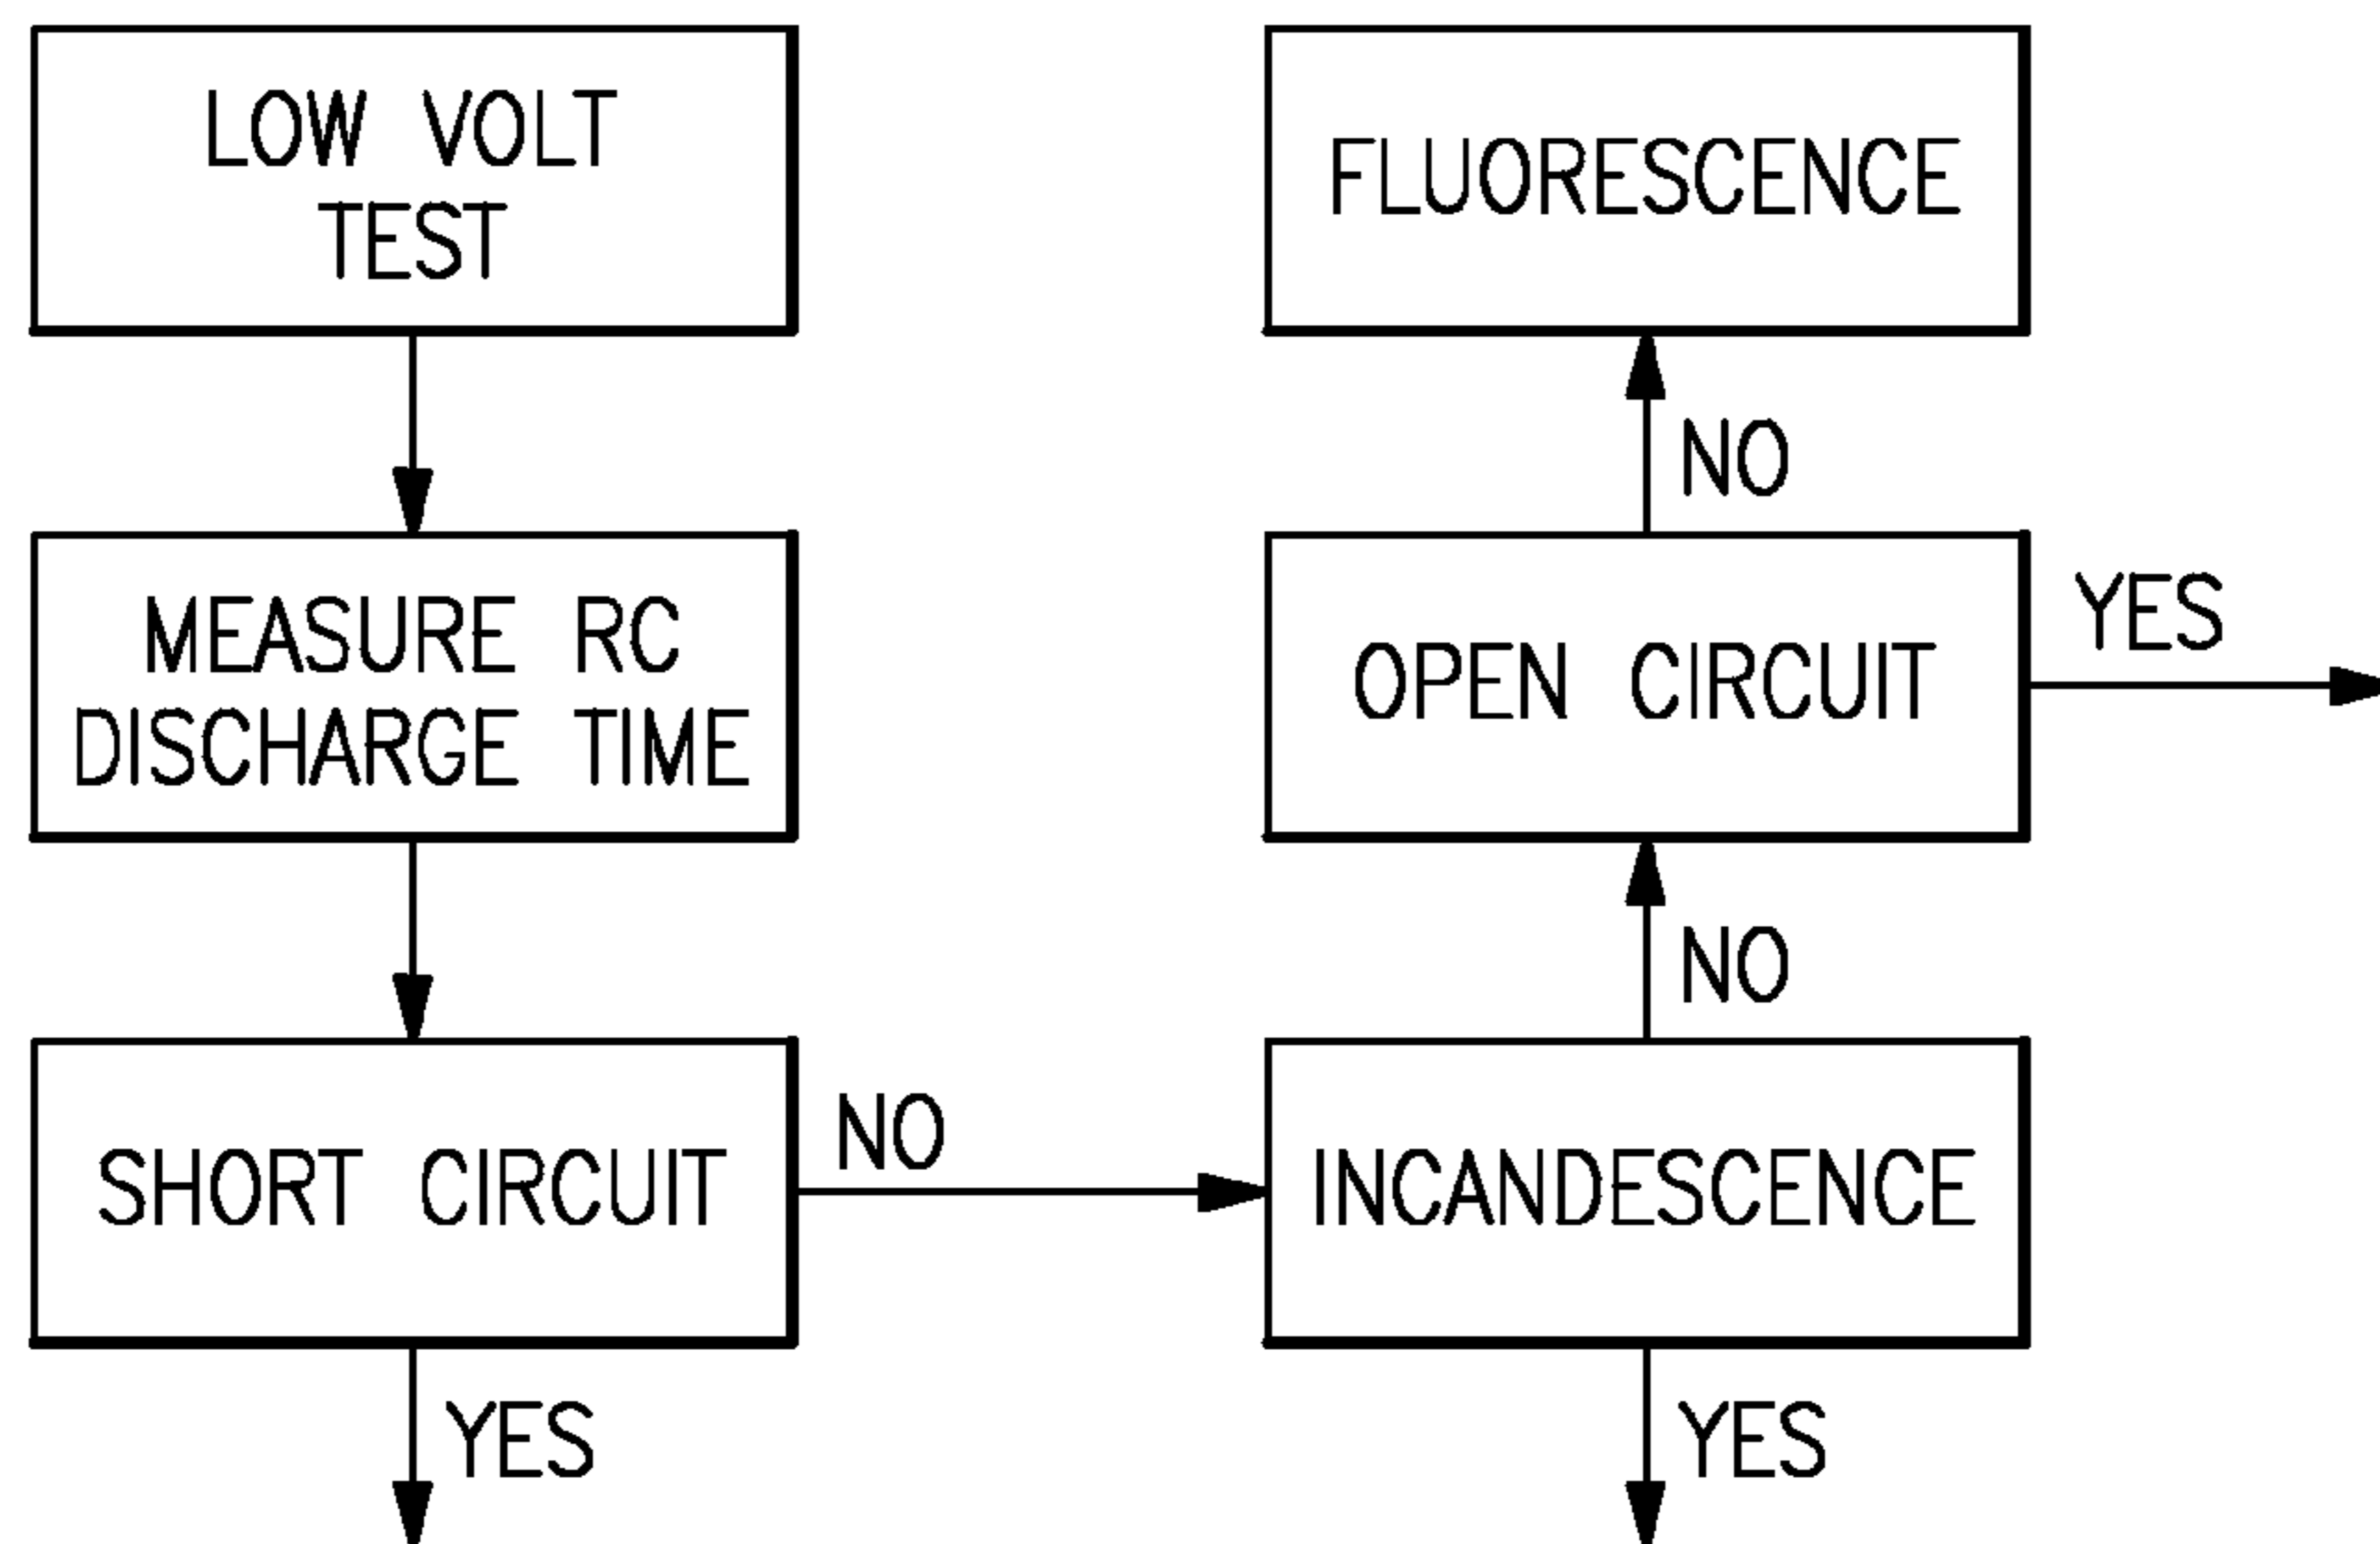 LOW VOLT
TEST
MEASURE RC
DISCHARGE TIME
SHORT CIRCUIT
YES
NO
INCANDESCENCE
YES
NO
OPEN CIRCUIT
YES
NO
FLUORESCENCE